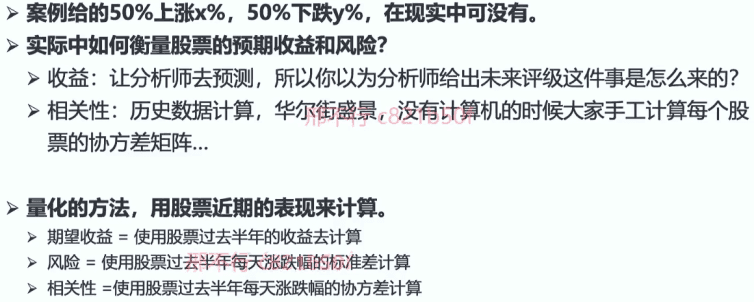 ➤ 案例给的50%上涨x%，50%下跌y%，在现实中可没有。
➤ 实际中如何衡量股票的预期收益和风险？
➤ 收益：让分析师去预测，所以你以为分析师给出未来评级这件事是怎么来的？
➤ 相关性：历史数据计算，华尔街盛景，没有计算机的时候大家手工计算每个股
票的协方差矩阵...
➤ 量化的方法，用股票近期的表现来计算。
➤ 期望收益 = 使用股票过去半年的收益去计算
➤ 风险 = 使用股票过去半年每天涨跌幅的标准差计算
➤ 相关性 =使用股票过去半年每天涨跌幅的协方差计算